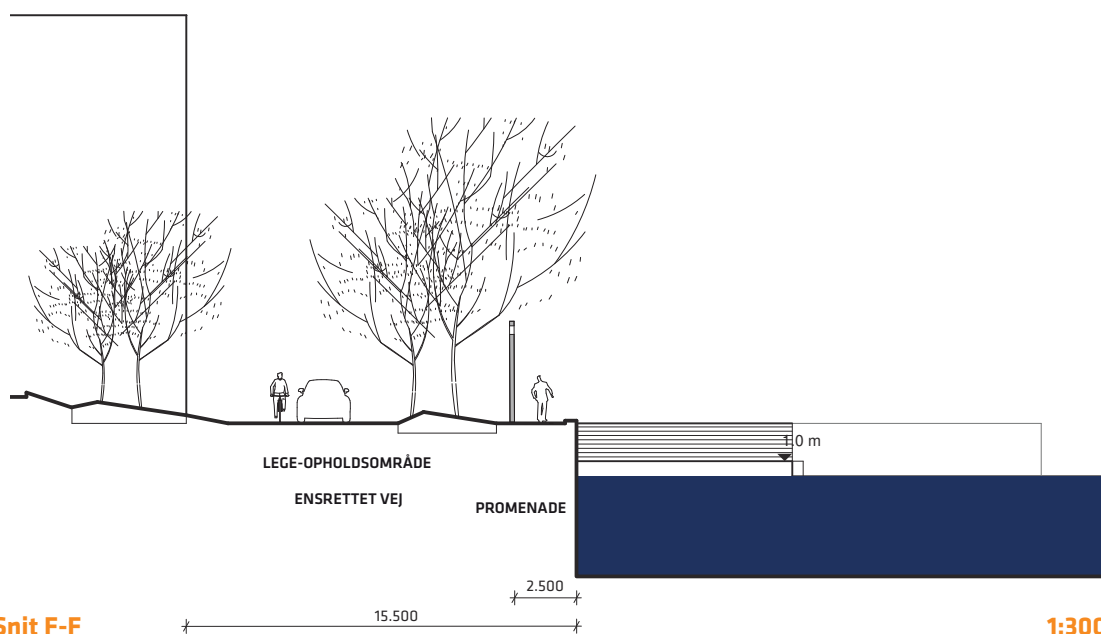 1.0 m
LEGE-OPHOLDSOMRÅDE
ENSRETTET VEJ
PROMENADE
2.500
15.500
Snit F-F
1:300